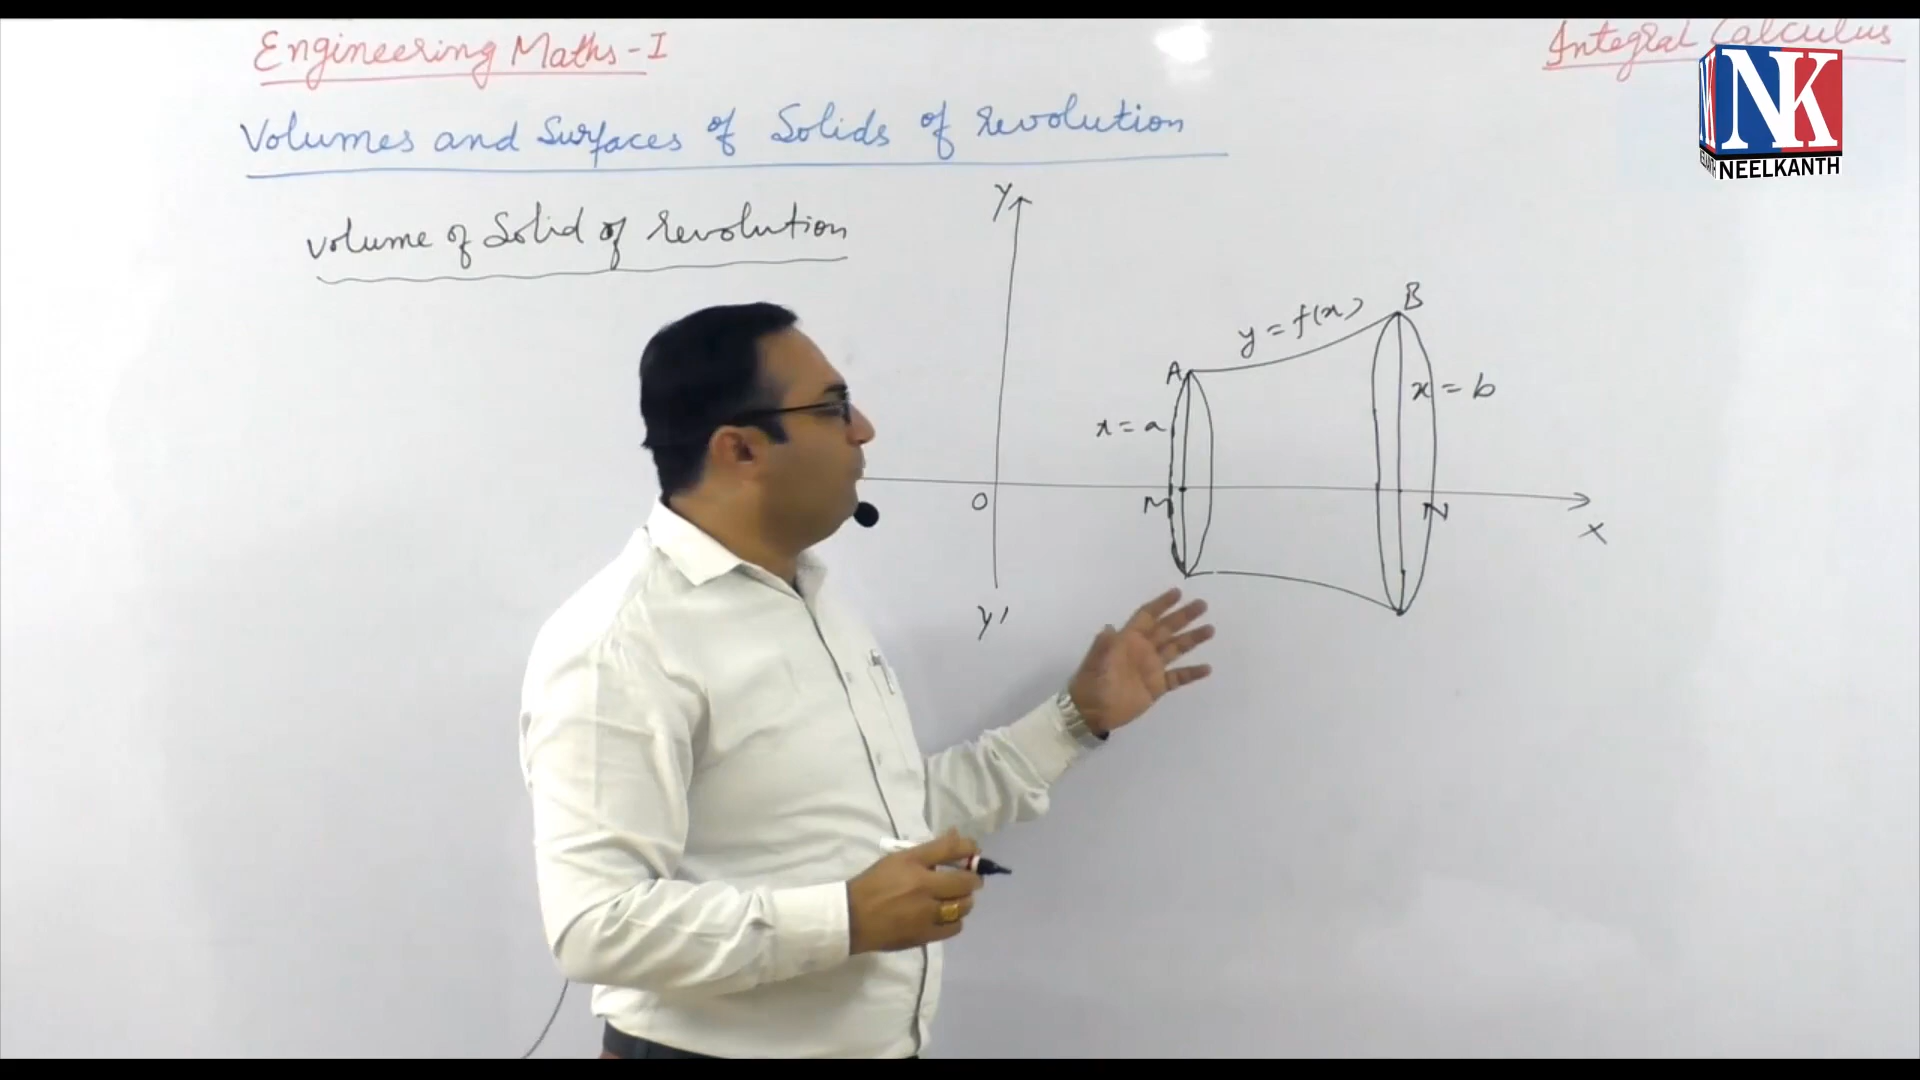 Engineering Maths-I
Integral Calculus
NK
NEELKANTH
Volumes and Surfaces of Solids of revolution
volume of Solid of revolution
Y
B
y = f(x)
A
x = b
x = a
O
M
N
X
Y'